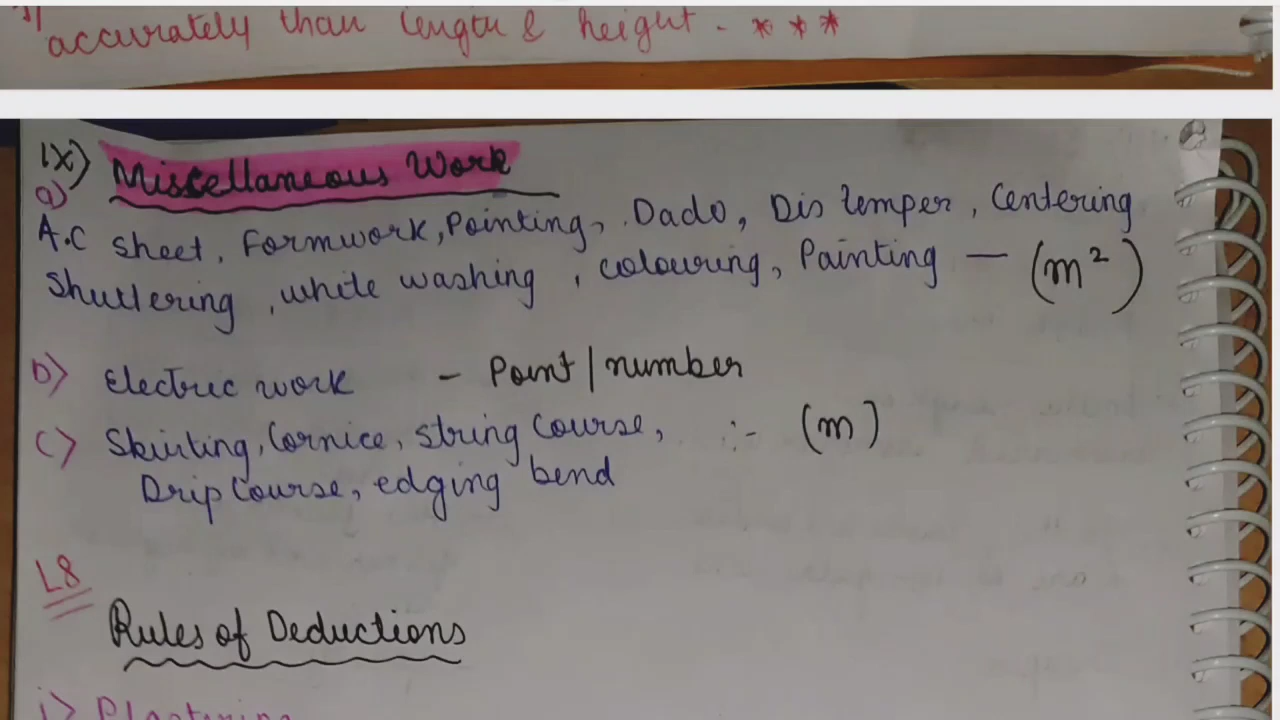 accurately than length & height - ***
IX) Miscellaneous Work
a)
A.C sheet, Formwork, Pointing, Dado, Distemper, Centering
Shuttering, white washing, colouring, Painting — (m²)
b) Electric work - Point/number
c) Skirting, Cornice, string Course, :- (m)
Drip Course, edging bend
L8
Rules of Deductions
i) Plastering